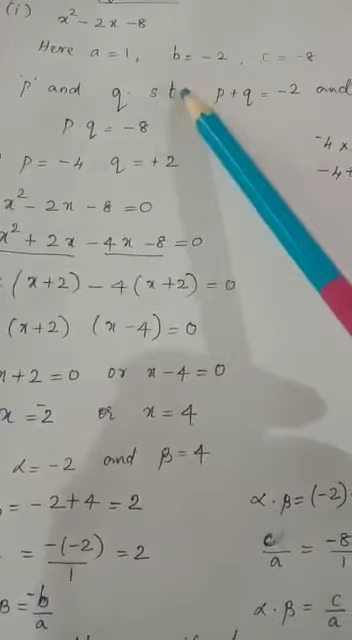 (i) x² - 2x - 8
Here a = 1, b = -2, c = -8
'p' and q s t p + q = -2 and
p q = -8
-4 ×
-4 +
p = -4 q = +2
x² - 2x - 8 = 0
x² + 2x - 4x - 8 = 0
(x+2) - 4(x+2) = 0
(x+2) (x-4) = 0
x+2 = 0 or x-4 = 0
x = -2 or x = 4
α = -2 and β = 4
= -2+4 = 2 α·β = (-2)
= -(-2)/1 = 2 c/a = -8/1
β = -b/a α·β = c/a